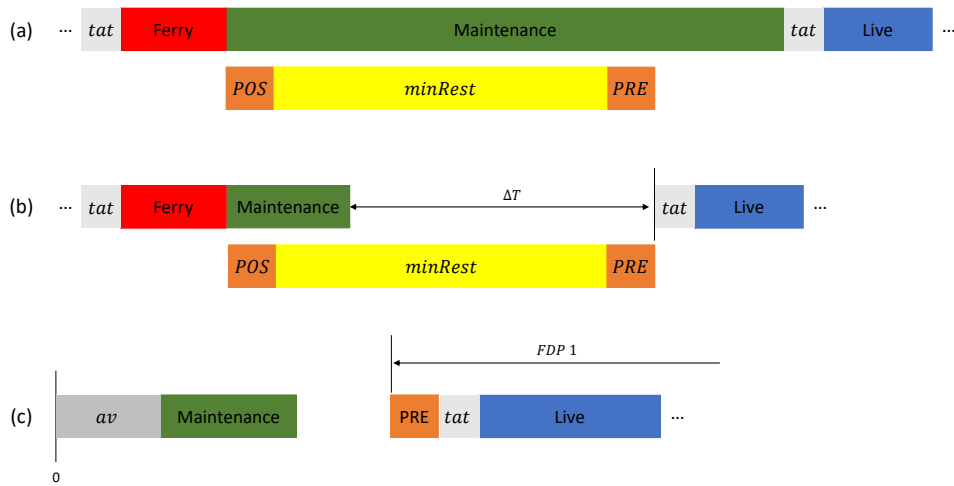 (a) ... tat Ferry Maintenance tat Live ...
POS minRest PRE
(b) ... tat Ferry Maintenance ΔT tat Live ...
POS minRest PRE
FDP 1
(c) av Maintenance PRE tat Live ...
0